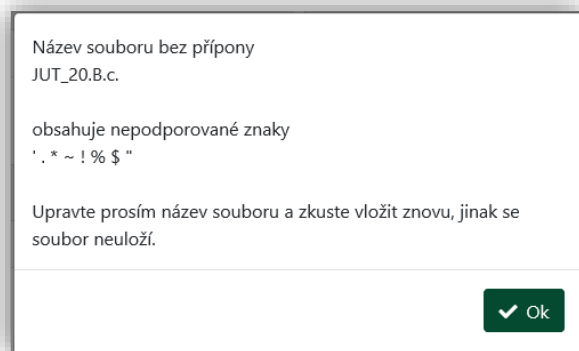 Název souboru bez přípony
JUT_20.B.c.
obsahuje nepodporované znaky
' . * ~ ! % $ "
Upravte prosím název souboru a zkuste vložit znovu, jinak se
soubor neuloží.
Ok